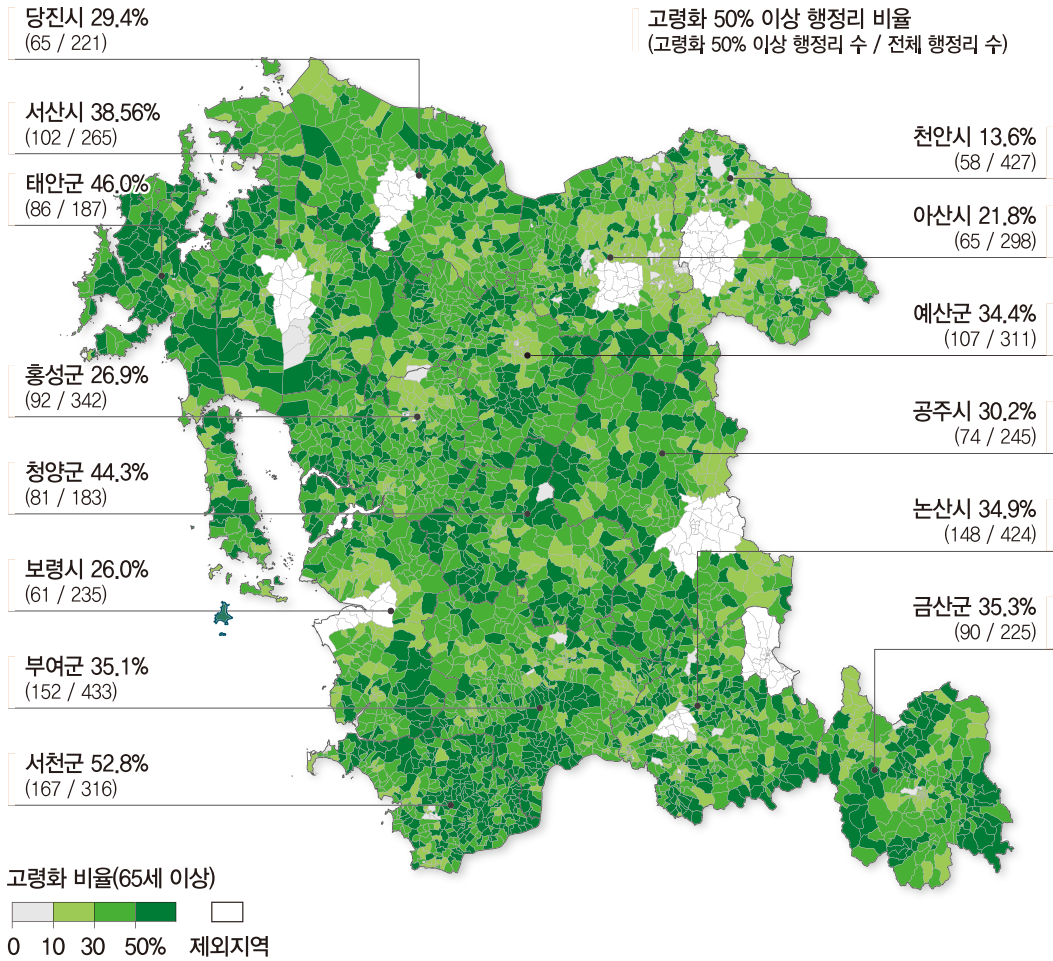 고령화 50% 이상 행정리 비율
(고령화 50% 이상 행정리 수 / 전체 행정리 수)
당진시 29.4%
(65 / 221)
서산시 38.56%
(102 / 265)
태안군 46.0%
(86 / 187)
홍성군 26.9%
(92 / 342)
청양군 44.3%
(81 / 183)
보령시 26.0%
(61 / 235)
부여군 35.1%
(152 / 433)
서천군 52.8%
(167 / 316)
천안시 13.6%
(58 / 427)
아산시 21.8%
(65 / 298)
예산군 34.4%
(107 / 311)
공주시 30.2%
(74 / 245)
논산시 34.9%
(148 / 424)
금산군 35.3%
(90 / 225)
고령화 비율(65세 이상)
0 10 30 50% 제외지역